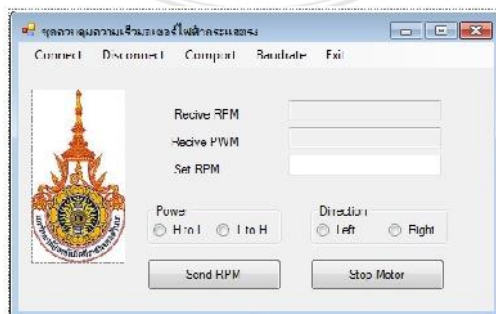 ชุดควบคุมความเร็วมอเตอร์ไฟฟ้ากระแสตรง
Connect Disconnect Comport Baudrate Exit
Recive RPM
Recive PWM
Set RPM
Power Direction
H to L L to H Left Right
Send RPM Stop Motor